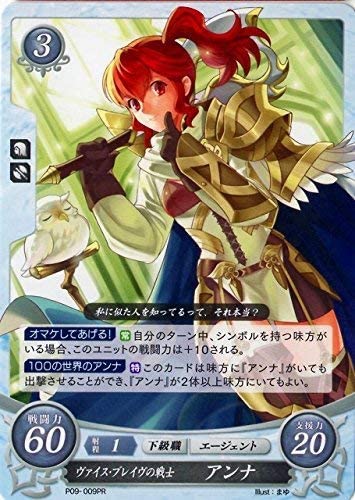 3
私に似た人を知ってるって、それ本当？
オマケしてあげる！ 常 自分のターン中、シンボルを持つ味方が
いる場合、このユニットの戦闘力は＋10される。
100の世界のアンナ 特 このカードは味方に『アンナ』がいても
出撃させることができ、『アンナ』が2体以上味方にいてもよい。
戦闘力
60
射程 1
下級職
エージェント
支援力
20
ヴァイス・ブレイヴの戦士 アンナ
P09-009PR
Illust：まゆ